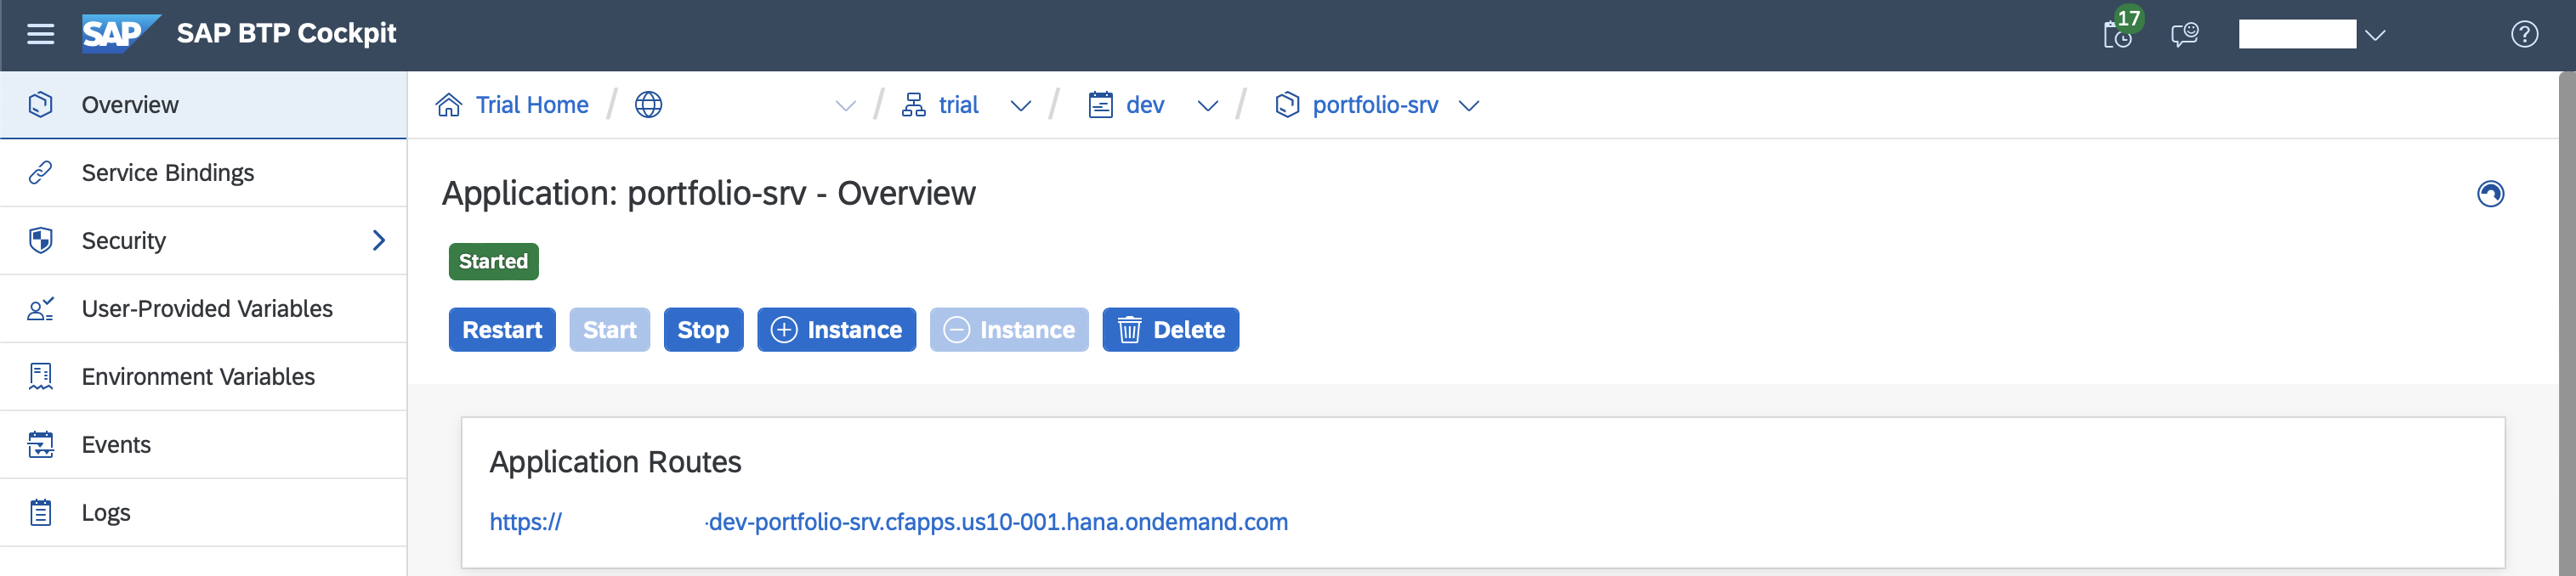 SAP SAP BTP Cockpit 17
Overview
Service Bindings
Security
User-Provided Variables
Environment Variables
Events
Logs
Trial Home / / trial / dev / portfolio-srv
Application: portfolio-srv - Overview
Started
Restart Start Stop Instance Instance Delete
Application Routes
https:// -dev-portfolio-srv.cfapps.us10-001.hana.ondemand.com